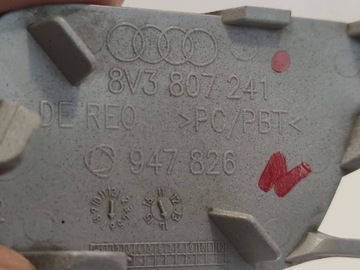 8V3 807 241
DE REO >PC/PBT<
947 826